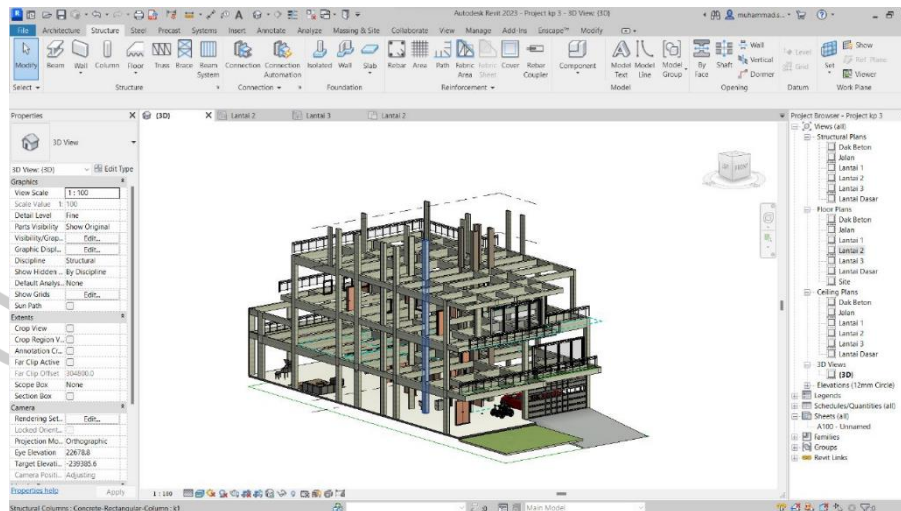 Autodesk Revit 2023 - Project kp 3 - 3D View: {3D}
muhammad.s...
File Architecture Structure Steel Precast Systems Insert Annotate Analyze Massing & Site Collaborate View Manage Add-Ins Enscape™ Modify
Modify Beam Wall Column Floor Truss Brace Beam System Connection Connection Automation Isolated Wall Slab Rebar Area Path Fabric Area Fabric Sheet Cover Rebar Coupler Component Model Text Model Line Model Group By Face Shaft Wall Vertical Dormer Level Grid Set Show Ref Plane Viewer
Select Structure Connection Foundation Reinforcement Model Opening Datum Work Plane
Properties
{3D} Lantai 2 Lantai 3 Lantai 2
3D View
3D View: {3D} Edit Type
Graphics
View Scale 1 : 100
Scale Value 1: 100
Detail Level Fine
Parts Visibility Show Original
Visibility/Grap... Edit...
Graphic Displ... Edit...
Discipline Structural
Show Hidden ... By Discipline
Default Analys... None
Show Grids Edit...
Sun Path
Extents
Crop View
Crop Region V...
Annotation Cr...
Far Clip Active
Far Clip Offset 304800.0
Scope Box None
Section Box
Camera
Rendering Set... Edit...
Locked Orient...
Projection Mo... Orthographic
Eye Elevation 22678.8
Target Elevati... -239385.6
Camera Positi... Adjusting
Properties help Apply
FRONT
Project Browser - Project kp 3
Views (all)
Structural Plans
Dak Beton
Jalan
Lantai 1
Lantai 2
Lantai 3
Lantai Dasar
Floor Plans
Dak Beton
Jalan
Lantai 1
Lantai 2
Lantai 3
Lantai Dasar
Site
Ceiling Plans
Dak Beton
Jalan
Lantai 1
Lantai 2
Lantai 3
Lantai Dasar
3D Views
{3D}
Elevations (12mm Circle)
Legends
Schedules/Quantities (all)
Sheets (all)
A100 - Unnamed
Families
Groups
Revit Links
1 : 100
Structural Columns : Concrete-Rectangular-Column : k1
:0
Main Model
:0